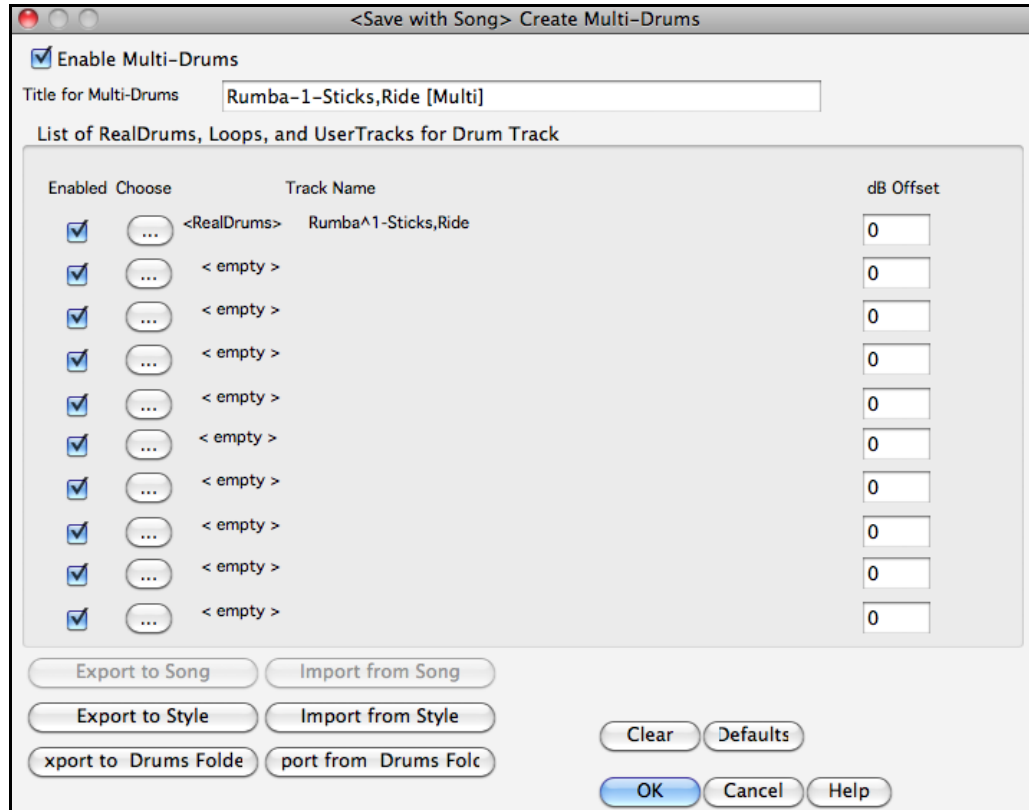 <Save with Song> Create Multi-Drums
Enable Multi-Drums
Title for Multi-Drums Rumba-1-Sticks,Ride [Multi]
List of RealDrums, Loops, and UserTracks for Drum Track
Enabled Choose Track Name dB Offset
... <RealDrums> Rumba^1-Sticks,Ride 0
... < empty > 0
... < empty > 0
... < empty > 0
... < empty > 0
... < empty > 0
... < empty > 0
... < empty > 0
... < empty > 0
... < empty > 0
Export to Song Import from Song
Export to Style Import from Style
Clear Defaults
xport to Drums Folde port from Drums Folc
OK Cancel Help